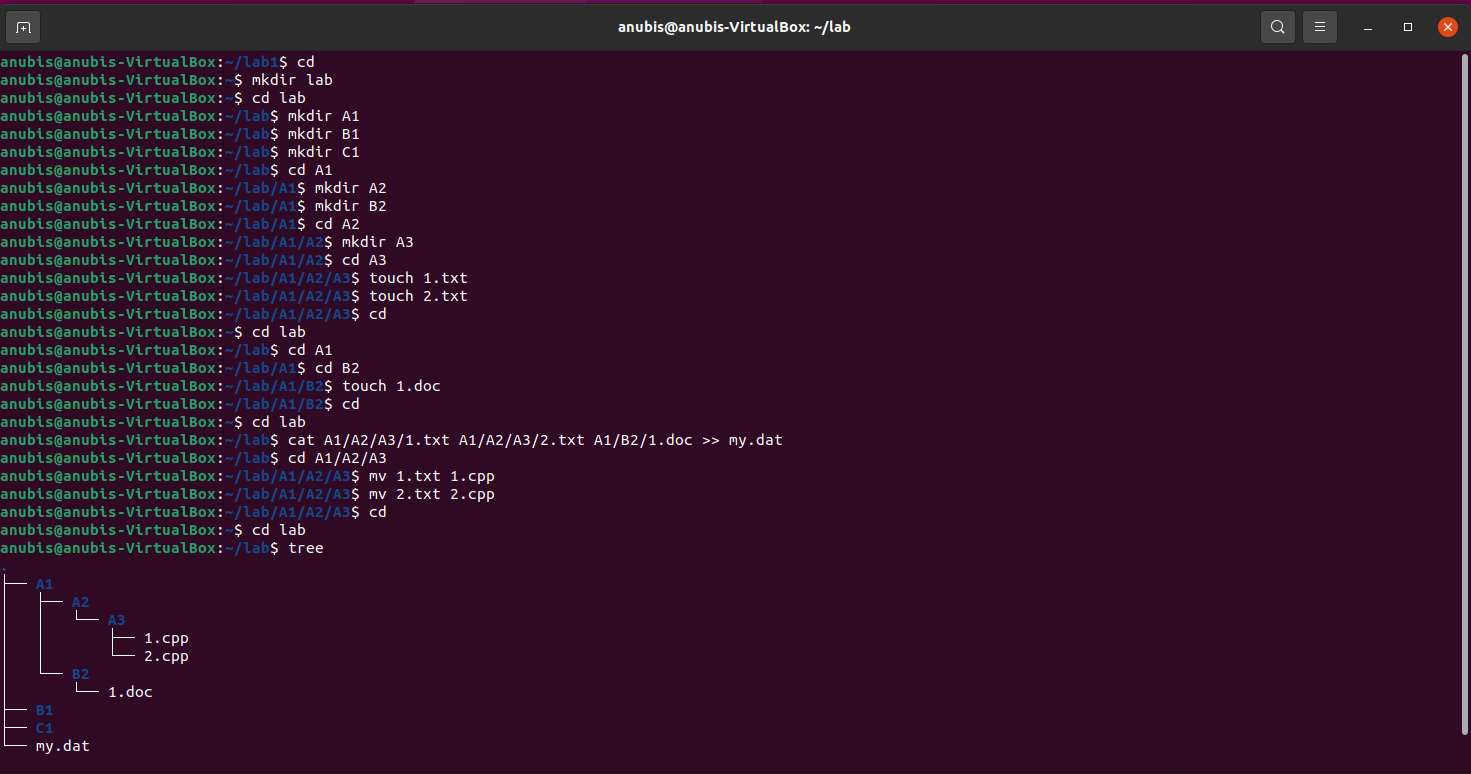 anubis@anubis-VirtualBox: ~/lab
anubis@anubis-VirtualBox:~/lab1$ cd
anubis@anubis-VirtualBox:~$ mkdir lab
anubis@anubis-VirtualBox:~$ cd lab
anubis@anubis-VirtualBox:~/lab$ mkdir A1
anubis@anubis-VirtualBox:~/lab$ mkdir B1
anubis@anubis-VirtualBox:~/lab$ mkdir C1
anubis@anubis-VirtualBox:~/lab$ cd A1
anubis@anubis-VirtualBox:~/lab/A1$ mkdir A2
anubis@anubis-VirtualBox:~/lab/A1$ mkdir B2
anubis@anubis-VirtualBox:~/lab/A1$ cd A2
anubis@anubis-VirtualBox:~/lab/A1/A2$ mkdir A3
anubis@anubis-VirtualBox:~/lab/A1/A2$ cd A3
anubis@anubis-VirtualBox:~/lab/A1/A2/A3$ touch 1.txt
anubis@anubis-VirtualBox:~/lab/A1/A2/A3$ touch 2.txt
anubis@anubis-VirtualBox:~/lab/A1/A2/A3$ cd
anubis@anubis-VirtualBox:~$ cd lab
anubis@anubis-VirtualBox:~/lab$ cd A1
anubis@anubis-VirtualBox:~/lab/A1$ cd B2
anubis@anubis-VirtualBox:~/lab/A1/B2$ touch 1.doc
anubis@anubis-VirtualBox:~/lab/A1/B2$ cd
anubis@anubis-VirtualBox:~$ cd lab
anubis@anubis-VirtualBox:~/lab$ cat A1/A2/A3/1.txt A1/A2/A3/2.txt A1/B2/1.doc >> my.dat
anubis@anubis-VirtualBox:~/lab$ cd A1/A2/A3
anubis@anubis-VirtualBox:~/lab/A1/A2/A3$ mv 1.txt 1.cpp
anubis@anubis-VirtualBox:~/lab/A1/A2/A3$ mv 2.txt 2.cpp
anubis@anubis-VirtualBox:~/lab/A1/A2/A3$ cd
anubis@anubis-VirtualBox:~$ cd lab
anubis@anubis-VirtualBox:~/lab$ tree
.
├── A1
│   ├── A2
│   │   └── A3
│   │       ├── 1.cpp
│   │       └── 2.cpp
│   └── B2
│       └── 1.doc
├── B1
├── C1
└── my.dat